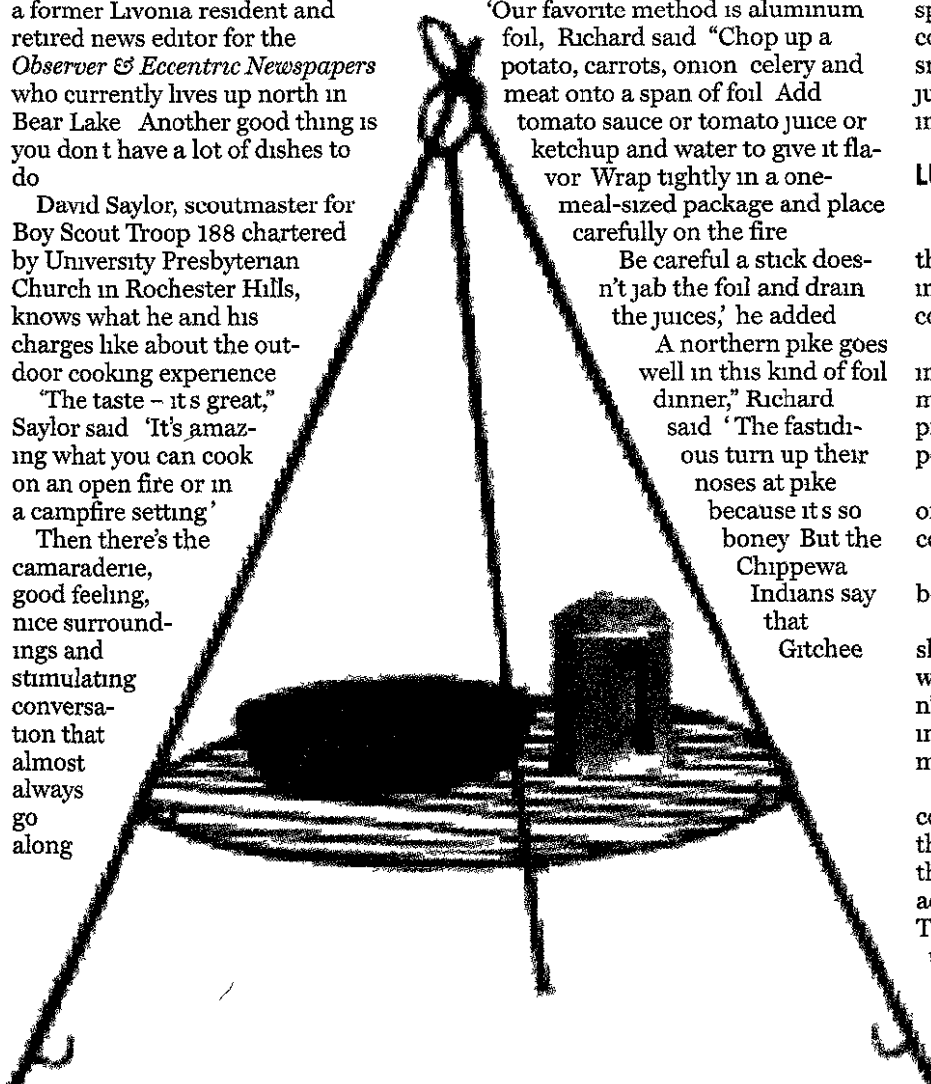 a former Livonia resident and
retired news editor for the
Observer & Eccentric Newspapers
who currently lives up north in
Bear Lake Another good thing is
you don t have a lot of dishes to
do
David Saylor, scoutmaster for
Boy Scout Troop 188 chartered
by University Presbyterian
Church in Rochester Hills,
knows what he and his
charges like about the out-
door cooking experience
'The taste – it s great,"
Saylor said 'It's amaz-
ing what you can cook
on an open fire or in
a campfire setting'
Then there's the
camaraderie,
good feeling,
nice surround-
ings and
stimulating
conversa-
tion that
almost
always
go
along
'Our favorite method is aluminum
foil, Richard said "Chop up a
potato, carrots, onion celery and
meat onto a span of foil Add
tomato sauce or tomato juice or
ketchup and water to give it fla-
vor Wrap tightly in a one-
meal-sized package and place
carefully on the fire
Be careful a stick does-
n't jab the foil and drain
the juices,' he added
A northern pike goes
well in this kind of foil
dinner," Richard
said 'The fastidi-
ous turn up their
noses at pike
because it s so
boney But the
Chippewa
Indians say
that
Gitchee